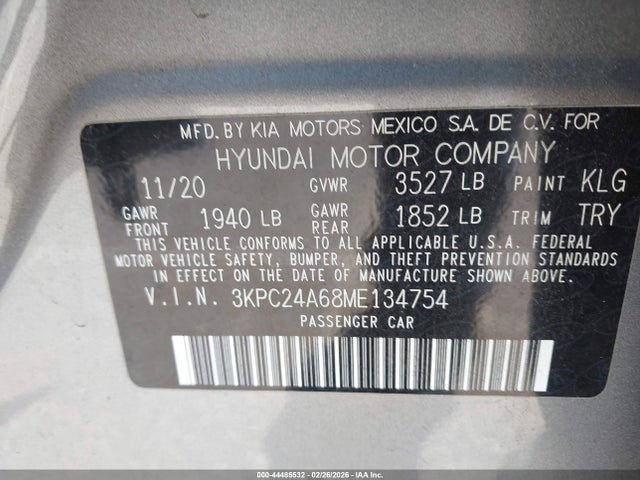 MFD. BY KIA MOTORS MEXICO S.A. DE C.V. FOR
HYUNDAI MOTOR COMPANY
11/20 GVWR 3527 LB PAINT KLG
GAWR FRONT 1940 LB GAWR REAR 1852 LB TRIM TRY
THIS VEHICLE CONFORMS TO ALL APPLICABLE U.S.A. FEDERAL
MOTOR VEHICLE SAFETY, BUMPER, AND THEFT PREVENTION STANDARDS
IN EFFECT ON THE DATE OF MANUFACTURE SHOWN ABOVE.
V.I.N. 3KPC24A68ME134754
PASSENGER CAR
000-44485532 | 02/26/2026 - IAA Inc.